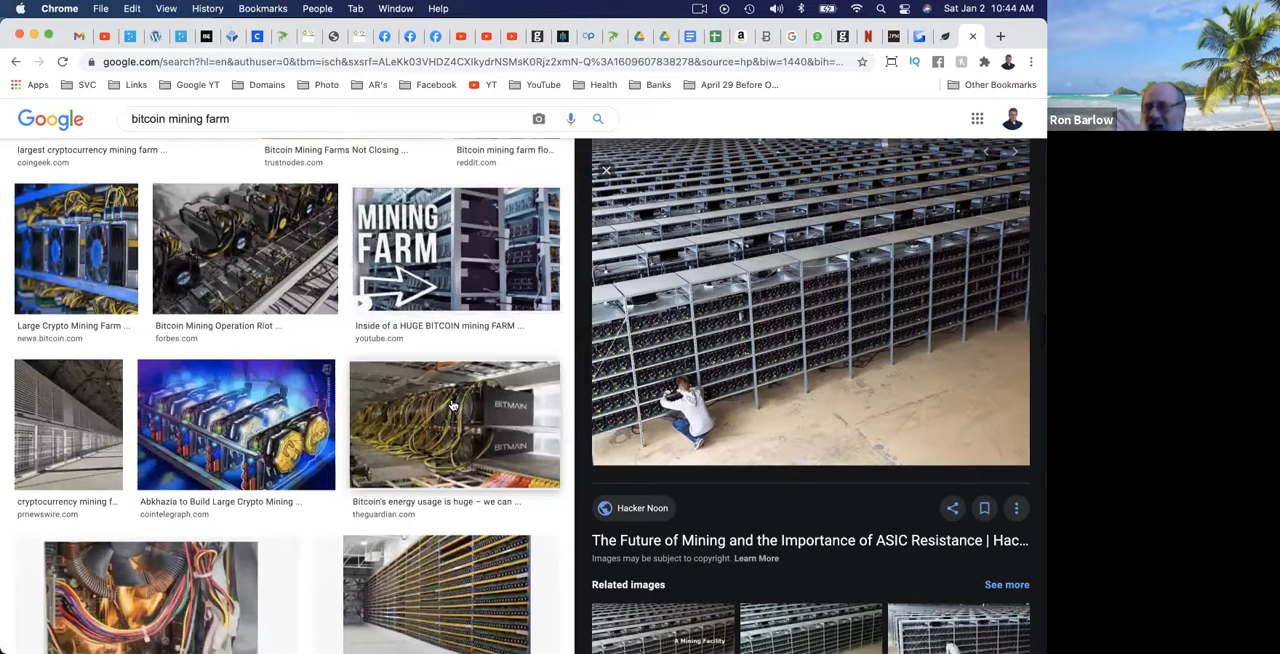 Chrome File Edit View History Bookmarks People Tab Window Help
Sat Jan 2 10:44 AM
google.com/search?hl=en&authuser=0&tbm=isch&sxsrf=ALeKk03VHDZ4CXlkydrNSMsK0Rjz2xmN-Q%3A1609607838278&source=hp&biw=1440&bih=...
Apps SVC Links Google YT Domains Photo AR's Facebook YT YouTube Health Banks April 29 Before O... Other Bookmarks
Ron Barlow
Google
bitcoin mining farm
largest cryptocurrency mining farm ...
coingeek.com
Bitcoin Mining Farms Not Closing ...
trustnodes.com
Bitcoin mining farm flo...
reddit.com
MINING
FARM
Large Crypto Mining Farm ...
news.bitcoin.com
Bitcoin Mining Operation Riot ...
forbes.com
Inside of a HUGE BITCOIN mining FARM ...
youtube.com
BITMAIN
BITMAIN
cryptocurrency mining f...
prnewswire.com
Abkhazia to Build Large Crypto Mining ...
cointelegraph.com
Bitcoin's energy usage is huge – we can ...
theguardian.com
Hacker Noon
The Future of Mining and the Importance of ASIC Resistance | Hac...
Images may be subject to copyright. Learn More
Related images
See more
A Mining Facility